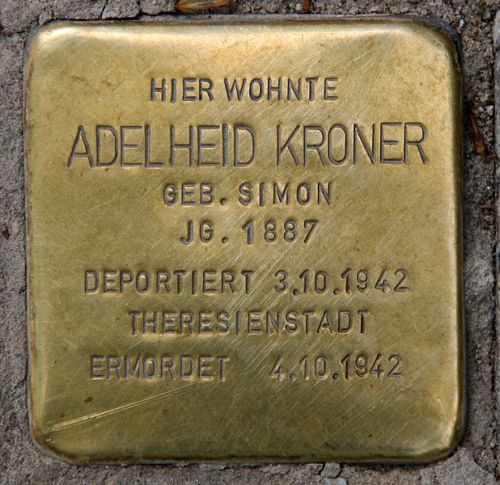 HIER WOHNTE
ADELHEID KRONER
GEB. SIMON
JG. 1887
DEPORTIERT 3.10.1942
THERESIENSTADT
ERMORDET 4.10.1942